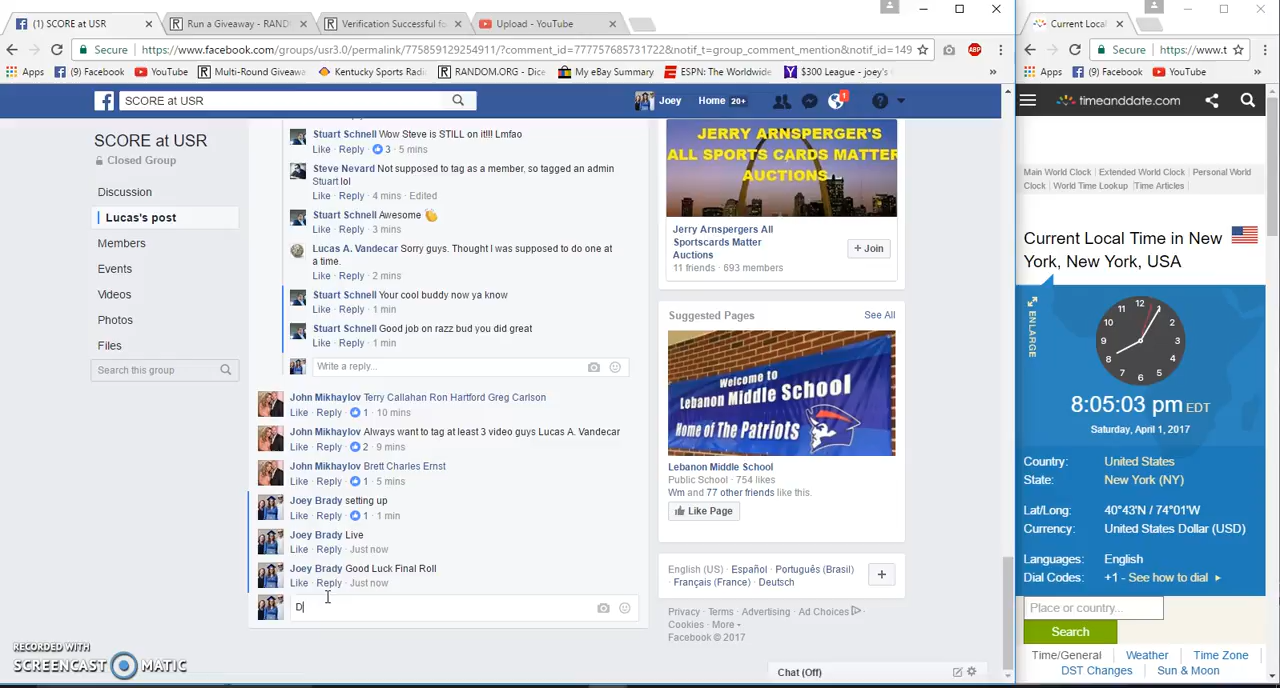 (1) SCORE at USR
Run a Giveaway - RAND
Verification Successful fo
Upload - YouTube
Current Local
Secure
https://www.facebook.com/groups/usr3.0/permalink/775859129254911/?comment_id=777757685731722&notif_t=group_comment_mention&notif_id=149
Secure
https://www.t
Apps
(9) Facebook
YouTube
Multi-Round Giveawa
Kentucky Sports Radi
RANDOM.ORG - Dice
My eBay Summary
ESPN: The Worldwide
$300 League - joey's
»
Apps
(9) Facebook
YouTube
SCORE at USR
Joey
Home 20+
1
timeanddate.com
SCORE at USR
Closed Group
Discussion
Lucas's post
Members
Events
Videos
Photos
Files
Search this group
Stuart Schnell Wow Steve is STILL on it!!! Lmfao
Like · Reply · 3 · 5 mins
Steve Nevard Not supposed to tag as a member, so tagged an admin
Stuart lol
Like · Reply · 4 mins · Edited
Stuart Schnell Awesome 👏
Like · Reply · 3 mins
Lucas A. Vandecar Sorry guys. Thought I was supposed to do one at
a time.
Like · Reply · 2 mins
Stuart Schnell Your cool buddy now ya know
Like · Reply · 1 min
Stuart Schnell Good job on razz bud you did great
Like · Reply · 1 min
Write a reply...
John Mikhaylov Terry Callahan Ron Hartford Greg Carlson
Like · Reply · 1 · 10 mins
John Mikhaylov Always want to tag at least 3 video guys Lucas A. Vandecar
Like · Reply · 2 · 9 mins
John Mikhaylov Brett Charles Ernst
Like · Reply · 1 · 5 mins
Joey Brady setting up
Like · Reply · 1 · 1 min
Joey Brady Live
Like · Reply · Just now
Joey Brady Good Luck Final Roll
Like · Reply · Just now
D
JERRY ARNSPERGER'S
ALL SPORTS CARDS MATTER
AUCTIONS
Jerry Arnspergers All
Sportscards Matter
Auctions
11 friends · 693 members
+ Join
Suggested Pages
See All
Welcome to
Lebanon Middle School
Home of The Patriots
Lebanon Middle School
Public School · 754 likes
Wm and 77 other friends like this.
Like Page
English (US) · Español · Português (Brasil) ·
Français (France) · Deutsch
+
Privacy · Terms · Advertising · Ad Choices ·
Cookies · More
Facebook © 2017
Chat (Off)
Main World Clock | Extended World Clock | Personal World
Clock | World Time Lookup | Time Articles |
Current Local Time in New
York, New York, USA
ENLARGE
12
1
2
3
4
5
6
7
8
9
10
11
8:05:03 pm EDT
Saturday, April 1, 2017
Country: United States
State: New York (NY)
Lat/Long: 40°43'N / 74°01'W
Currency: United States Dollar (USD)
Languages: English
Dial Codes: +1 - See how to dial
Place or country...
Search
Time/General
Weather
Time Zone
DST Changes
Sun & Moon
RECORDED WITH
SCREENCAST MATIC